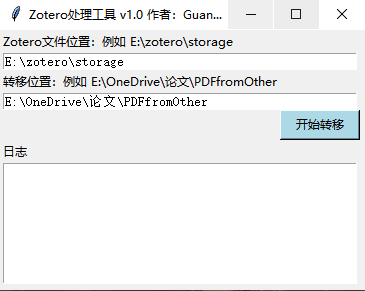 Zotero处理工具 v1.0 作者：Guan...
Zotero文件位置：例如 E:\zotero\storage
E:\zotero\storage
转移位置：例如 E:\OneDrive\论文\PDFfromOther
E:\OneDrive\论文\PDFfromOther
开始转移
日志